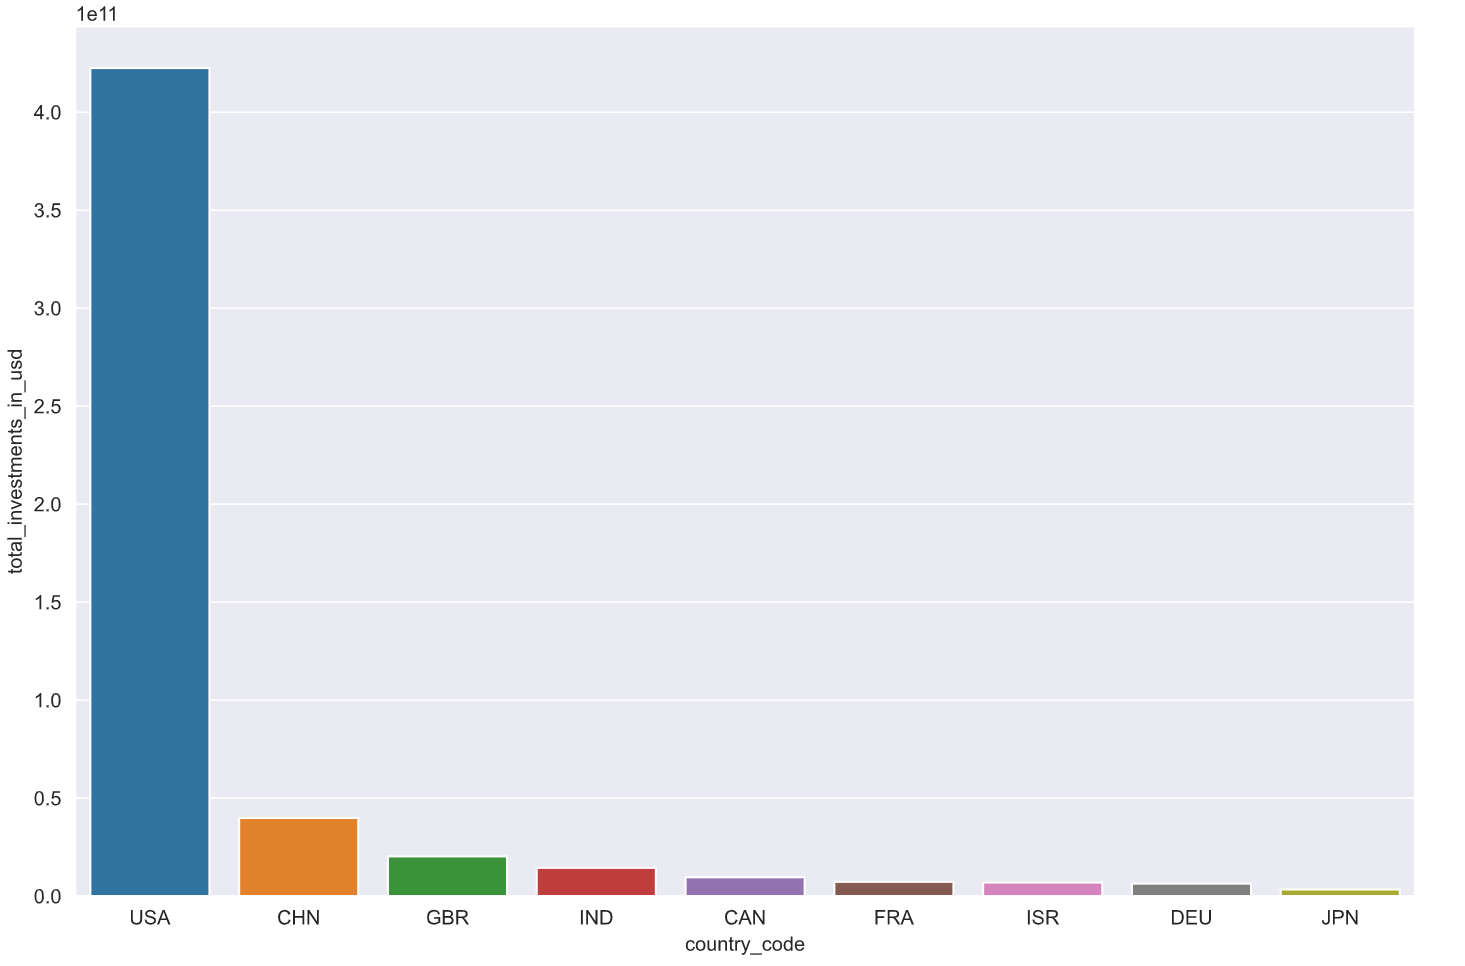 1e11
4.0
3.5
3.0
2.5
2.0
1.5
1.0
0.5
0.0
total_investments_in_usd
USA CHN GBR IND CAN FRA ISR DEU JPN
country_code